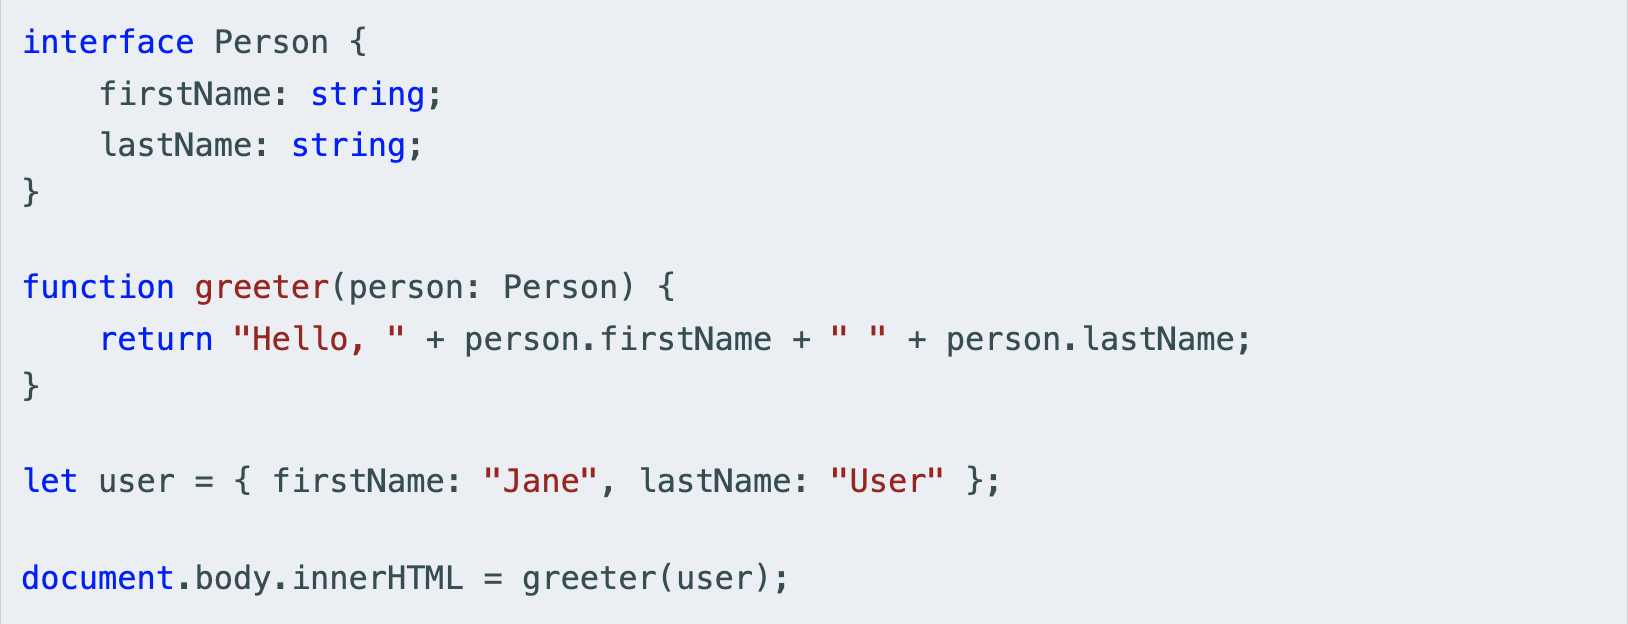 interface Person {
    firstName: string;
    lastName: string;
}

function greeter(person: Person) {
    return "Hello, " + person.firstName + " " + person.lastName;
}

let user = { firstName: "Jane", lastName: "User" };

document.body.innerHTML = greeter(user);